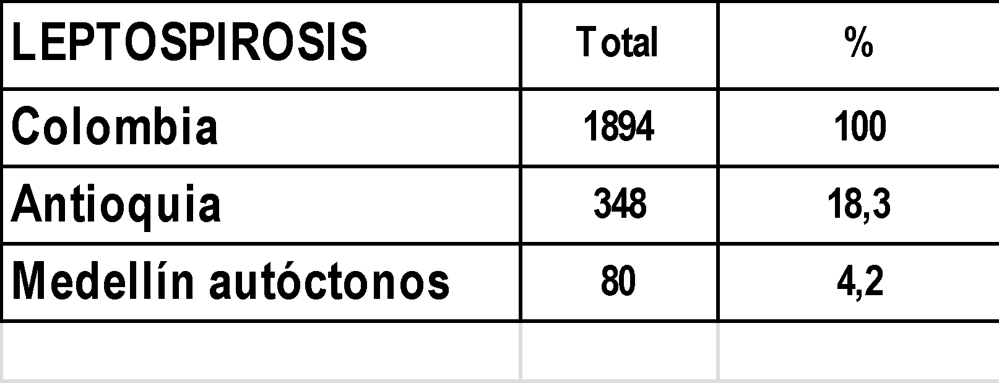 LEPTOSPIROSIS Total %
Colombia 1894 100
Antioquia 348 18,3
Medellín autóctonos 80 4,2